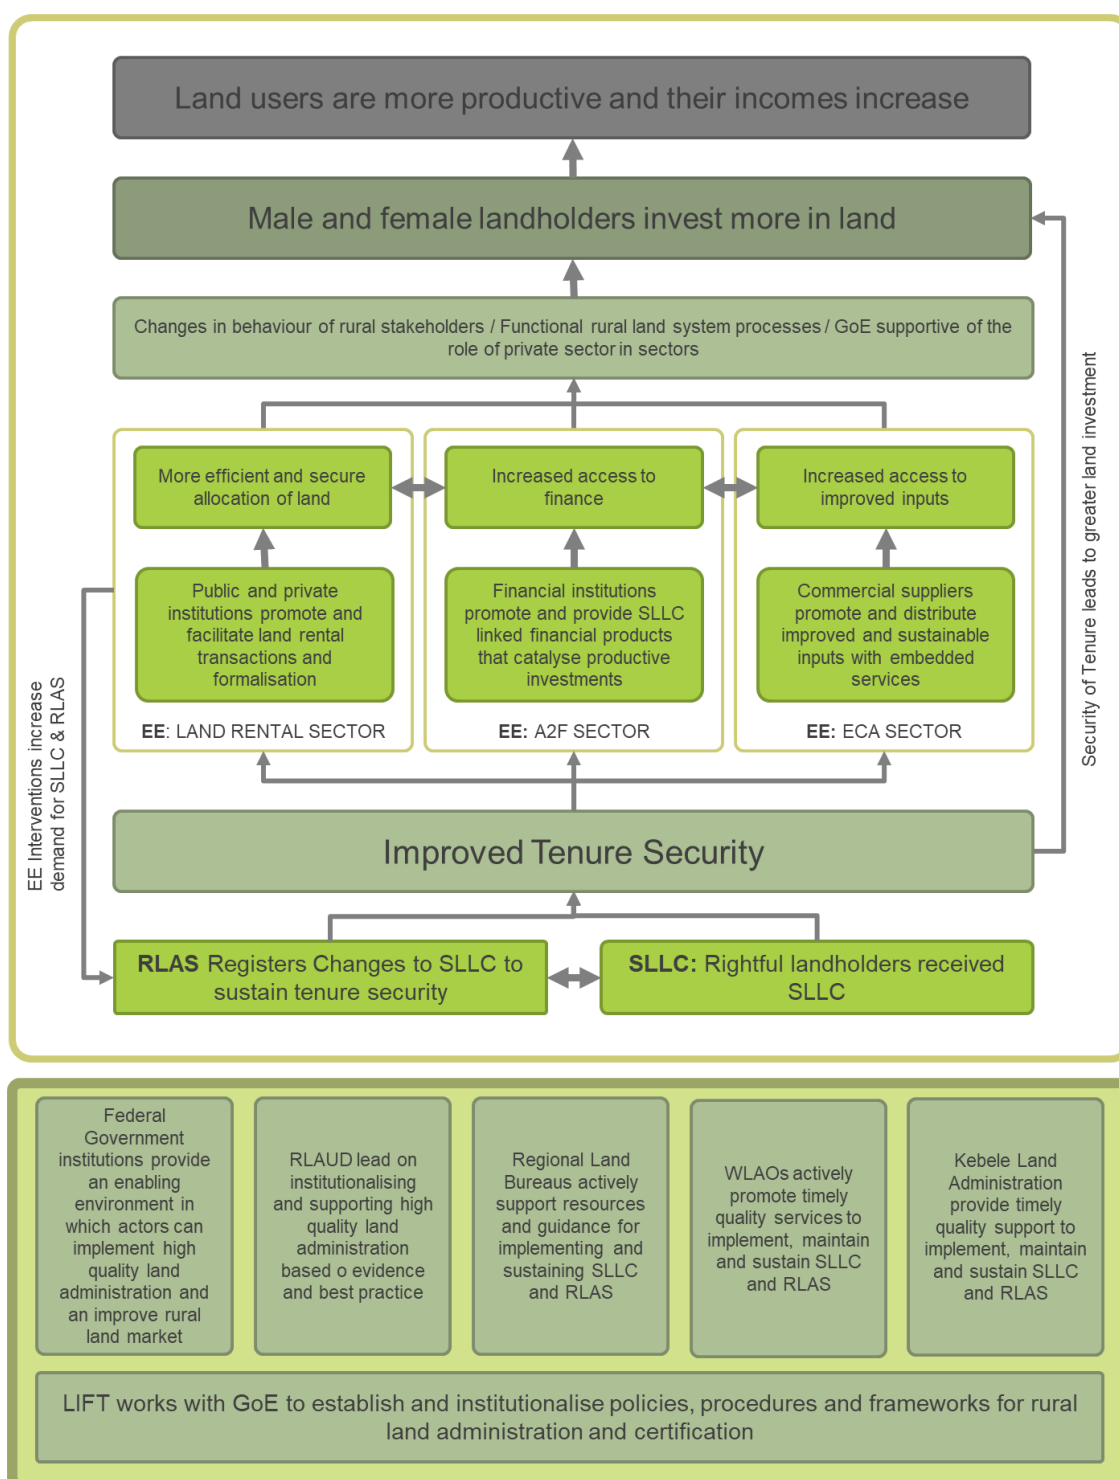 Land users are more productive and their incomes increase
Male and female landholders invest more in land
Changes in behaviour of rural stakeholders / Functional rural land system processes / GoE supportive of the
role of private sector in sectors
More efficient and secure
allocation of land
Increased access to
finance
Increased access to
improved inputs
Public and private
institutions promote and
facilitate land rental
transactions and
formalisation
Financial institutions
promote and provide SLLC
linked financial products
that catalyse productive
investments
Commercial suppliers
promote and distribute
improved and sustainable
inputs with embedded
services
EE: LAND RENTAL SECTOR
EE: A2F SECTOR
EE: ECA SECTOR
EE Interventions increase
demand for SLLC & RLAS
Security of Tenure leads to greater land investment
Improved Tenure Security
RLAS Registers Changes to SLLC to
sustain tenure security
SLLC: Rightful landholders received
SLLC
Federal
Government
institutions provide
an enabling
environment in
which actors can
implement high
quality land
administration and
an improve rural
land market
RLAUD lead on
institutionalising
and supporting high
quality land
administration
based o evidence
and best practice
Regional Land
Bureaus actively
support resources
and guidance for
implementing and
sustaining SLLC
and RLAS
WLAOs actively
promote timely
quality services to
implement, maintain
and sustain SLLC
and RLAS
Kebele Land
Administration
provide timely
quality support to
implement, maintain
and sustain SLLC
and RLAS
LIFT works with GoE to establish and institutionalise policies, procedures and frameworks for rural
land administration and certification